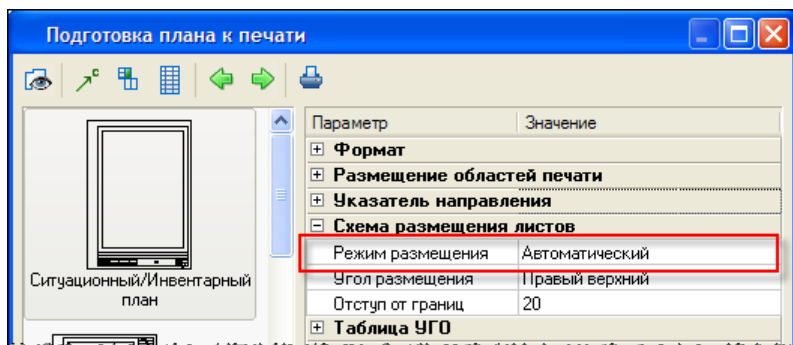 Подготовка плана к печати
Параметр Значение
Формат
Размещение областей печати
Указатель направления
Схема размещения листов
Режим размещения Автоматический
Угол размещения Правый верхний
Отступ от границ 20
Таблица УГО
Ситуационный/Инвентарный
план